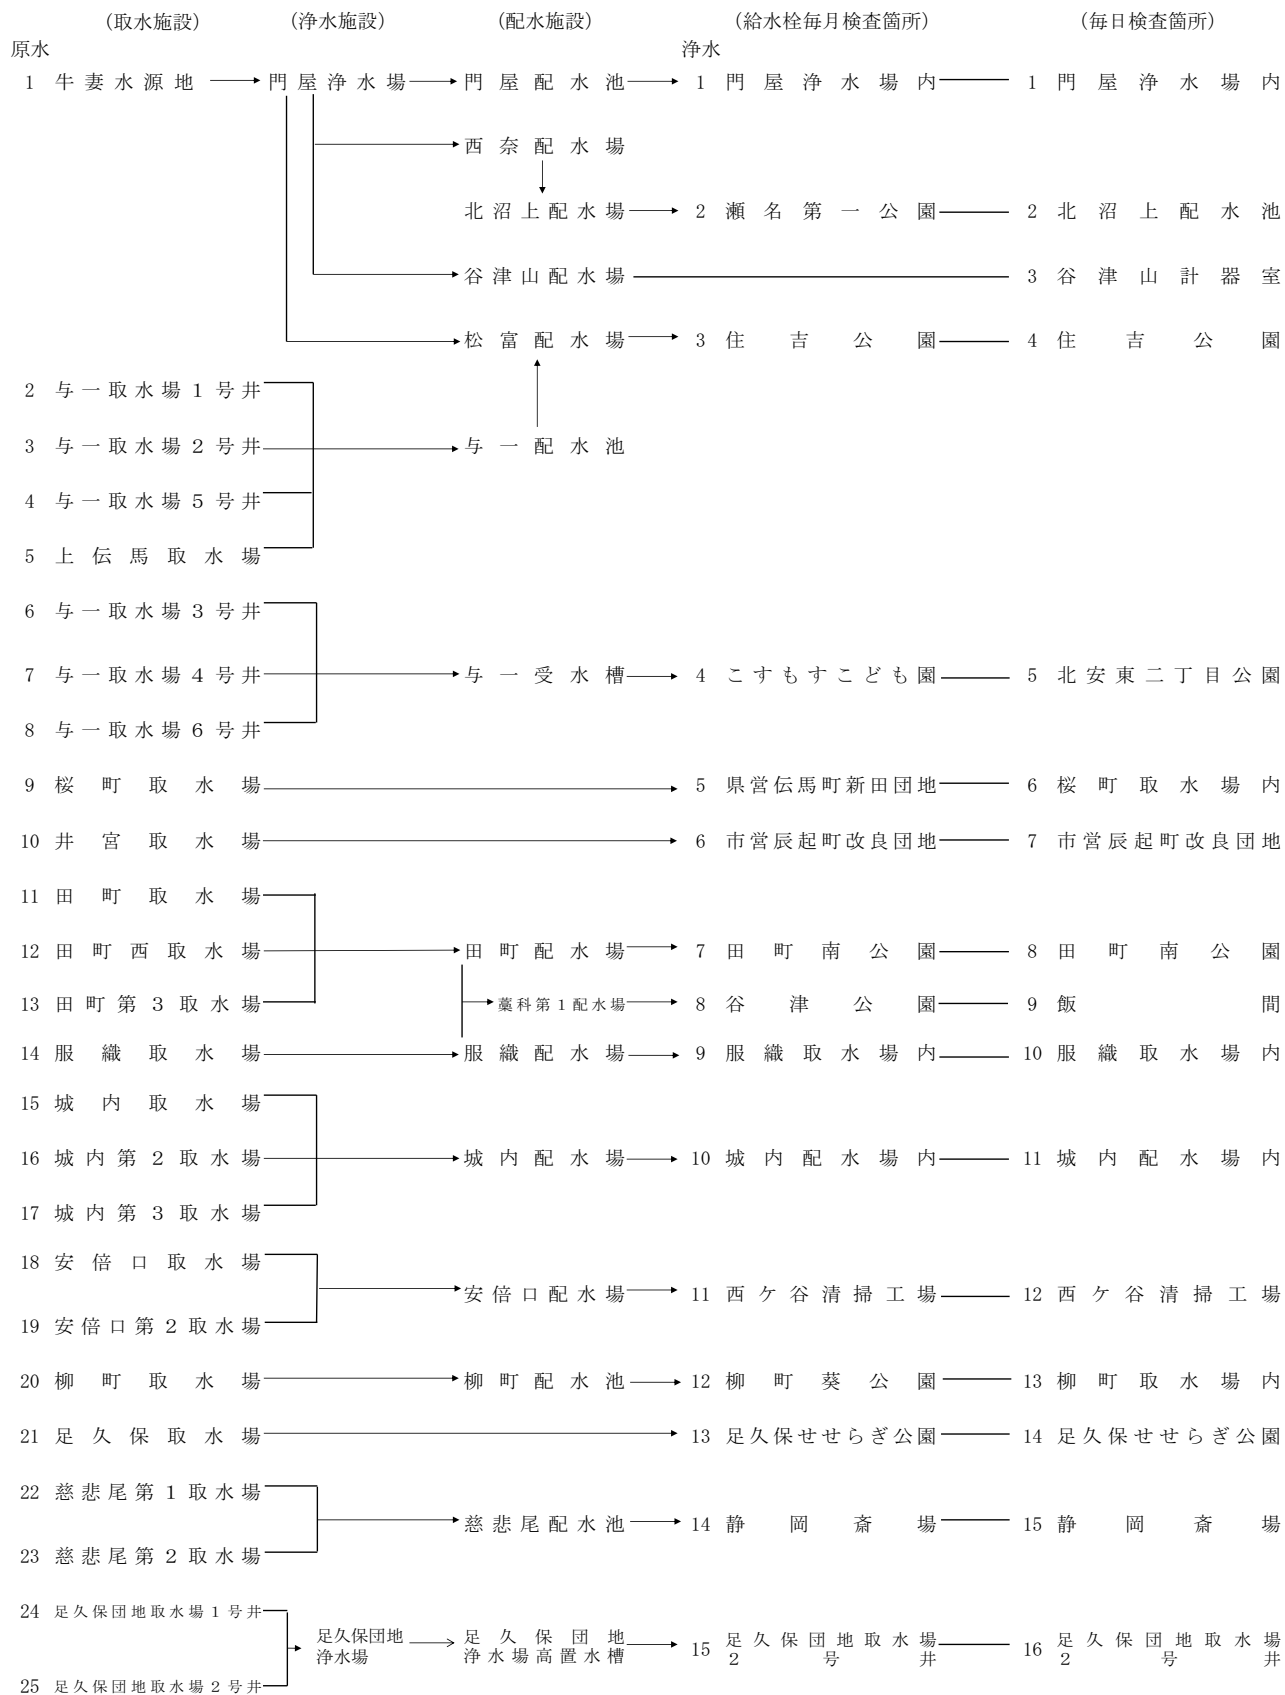 （取水施設） （浄水施設） （配水施設） （給水栓毎月検査箇所） （毎日検査箇所）
原水 浄水
1 牛妻水源地 門屋浄水場 門屋配水池 1 門屋浄水場内 1 門屋浄水場内
西奈配水場
北沼上配水場 2 瀬名第一公園 2 北沼上配水池
谷津山配水場 3 谷津山計器室
松富配水場 3 住吉公園 4 住吉公園
2 与一取水場１号井
3 与一取水場２号井 与一配水池
4 与一取水場５号井
5 上伝馬取水場
6 与一取水場３号井
7 与一取水場４号井 与一受水槽 4 こすもすこども園 5 北安東二丁目公園
8 与一取水場６号井
9 桜町取水場 5 県営伝馬町新田団地 6 桜町取水場内
10 井宮取水場 6 市営辰起町改良団地 7 市営辰起町改良団地
11 田町取水場
12 田町西取水場 田町配水場 7 田町南公園 8 田町南公園
13 田町第３取水場 藁科第１配水場 8 谷津公園 9 飯間
14 服織取水場 服織配水場 9 服織取水場内 10 服織取水場内
15 城内取水場
16 城内第２取水場 城内配水場 10 城内配水場内 11 城内配水場内
17 城内第３取水場
18 安倍口取水場
安倍口配水場 11 西ケ谷清掃工場 12 西ケ谷清掃工場
19 安倍口第２取水場
20 柳町取水場 柳町配水池 12 柳町葵公園 13 柳町取水場内
21 足久保取水場 13 足久保せせらぎ公園 14 足久保せせらぎ公園
22 慈悲尾第１取水場
慈悲尾配水池 14 静岡斎場 15 静岡斎場
23 慈悲尾第２取水場
24 足久保団地取水場１号井
足久保団地 足久保団地 15 足久保団地取水場 16 足久保団地取水場
浄水場 浄水場高置水槽 ２号井 ２号井
25 足久保団地取水場２号井